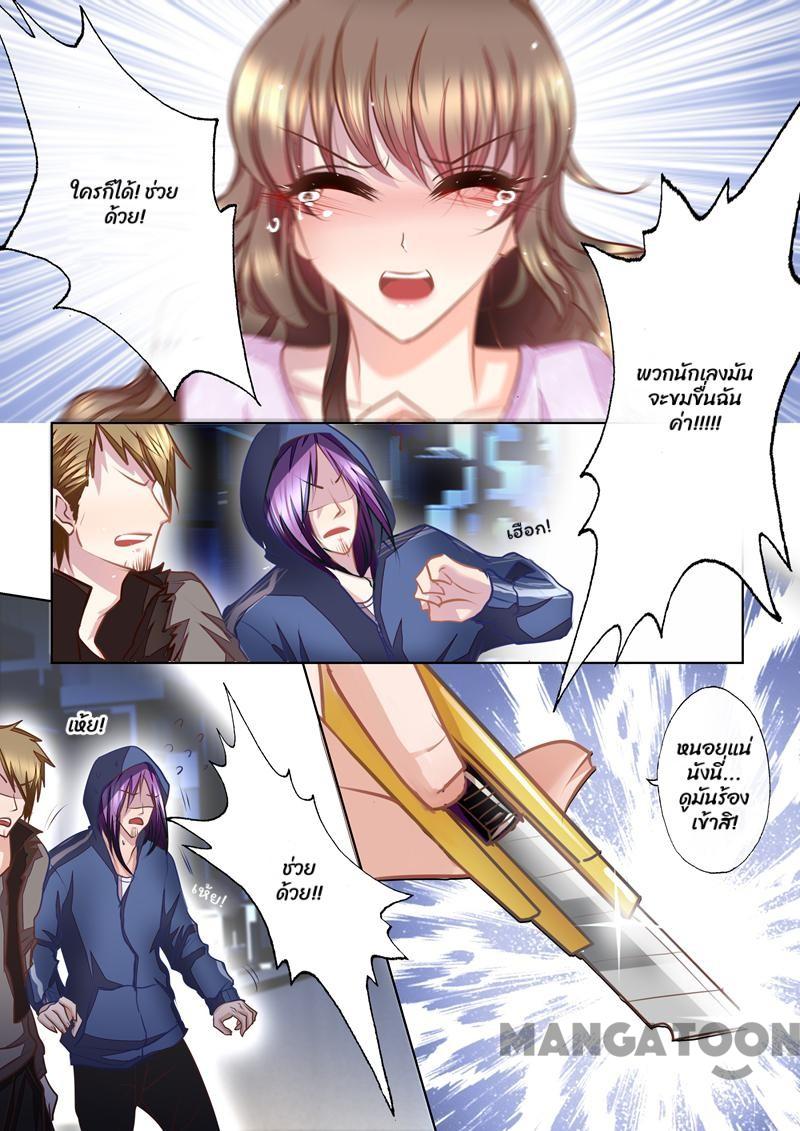 ใครก็ได้! ช่วย
ด้วย!
พวกนักเลงมัน
จะขมขื่นฉัน
ค่า!!!!!
เฮือก!
เห้ย!
หนอยแน่
นังนี่...
ดูมันร้อง
เข้าสิ!
ช่วย
ด้วย!!
เห้ย!
MANGATOON